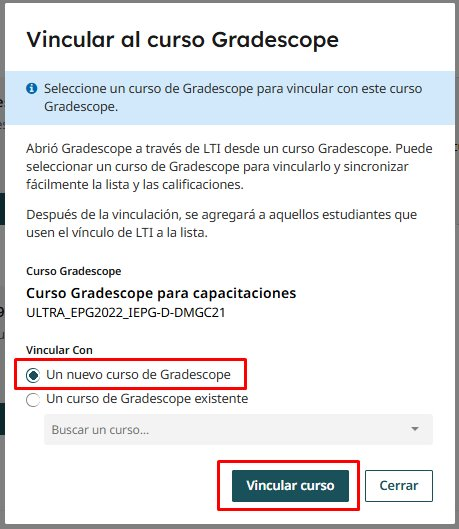 Vincular al curso Gradescope
Seleccione un curso de Gradescope para vincular con este curso
Gradescope.
Abrió Gradescope a través de LTI desde un curso Gradescope. Puede
seleccionar un curso de Gradescope para vincularlo y sincronizar
fácilmente la lista y las calificaciones.
Después de la vinculación, se agregará a aquellos estudiantes que
usen el vínculo de LTI a la lista.
Curso Gradescope
Curso Gradescope para capacitaciones
ULTRA_EPG2022_IEPG-D-DMGC21
Vincular Con
Un nuevo curso de Gradescope
Un curso de Gradescope existente
Buscar un curso...
Vincular curso
Cerrar